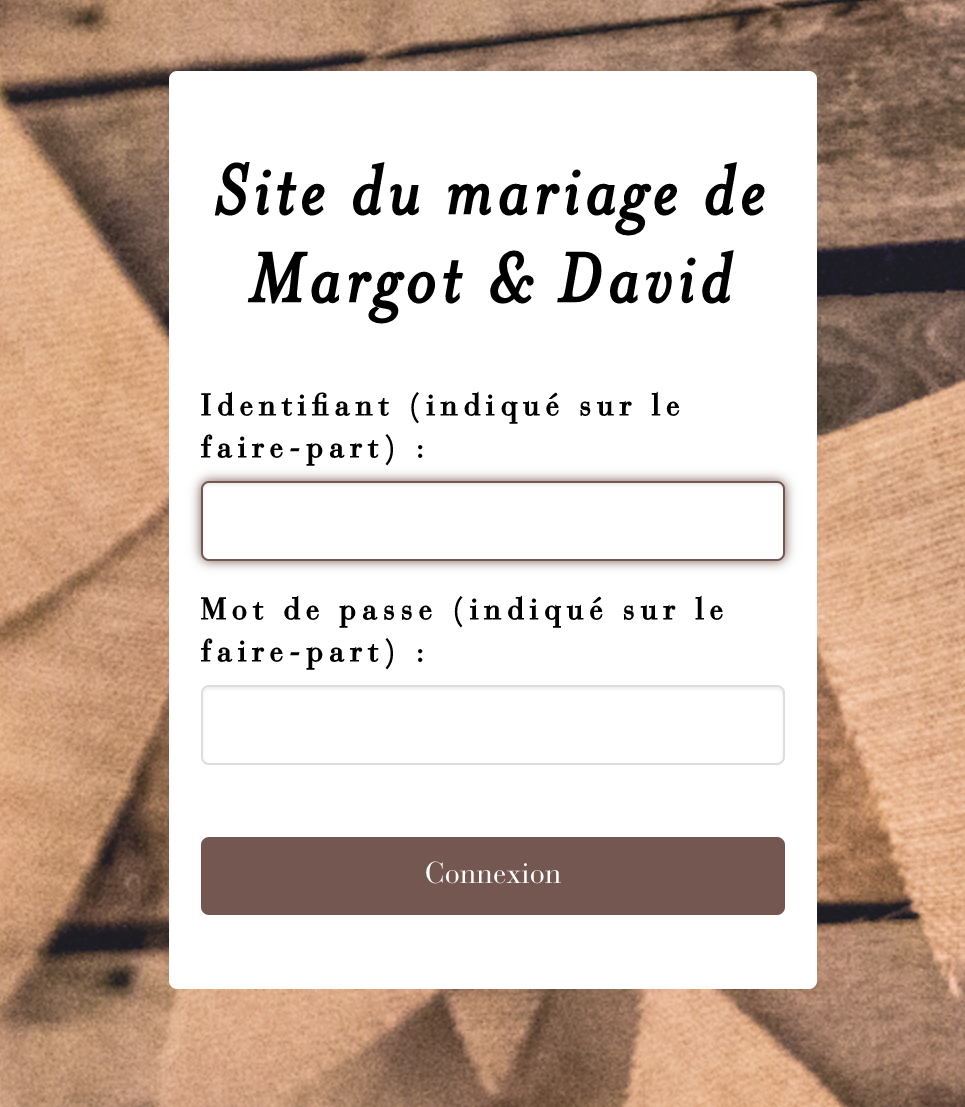 Site du mariage de
Margot & David
Identifiant (indiqué sur le
faire-part) :
Mot de passe (indiqué sur le
faire-part) :
Connexion